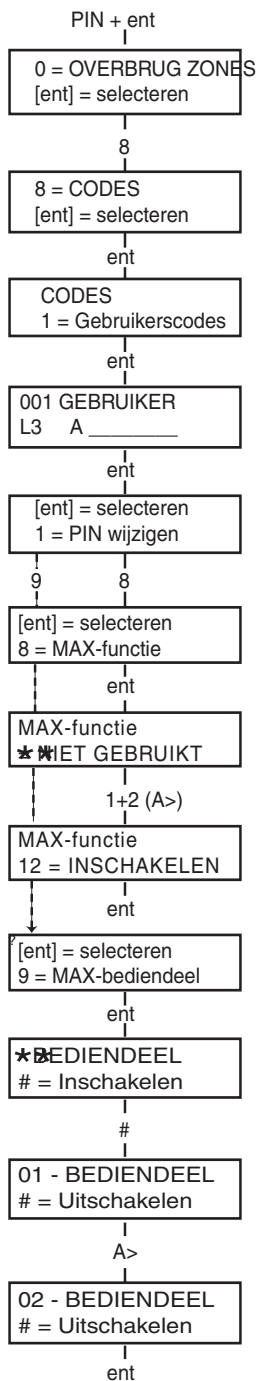 PIN + ent
0 = OVERBRUG ZONES
[ent] = selecteren
8
8 = CODES
[ent] = selecteren
ent
CODES
1 = Gebruikerscodes
ent
001 GEBRUIKER
L3 A ________
ent
[ent] = selecteren
1 = PIN wijzigen
9 8
[ent] = selecteren
8 = MAX-functie
ent
MAX-functie
** NIET GEBRUIKT
1+2 (A>)
MAX-functie
12 = INSCHAKELEN
ent
?
[ent] = selecteren
9 = MAX-bediendeel
ent
**BEDIENDEEL
# = Inschakelen
#
01 - BEDIENDEEL
# = Uitschakelen
A>
02 - BEDIENDEEL
# = Uitschakelen
ent